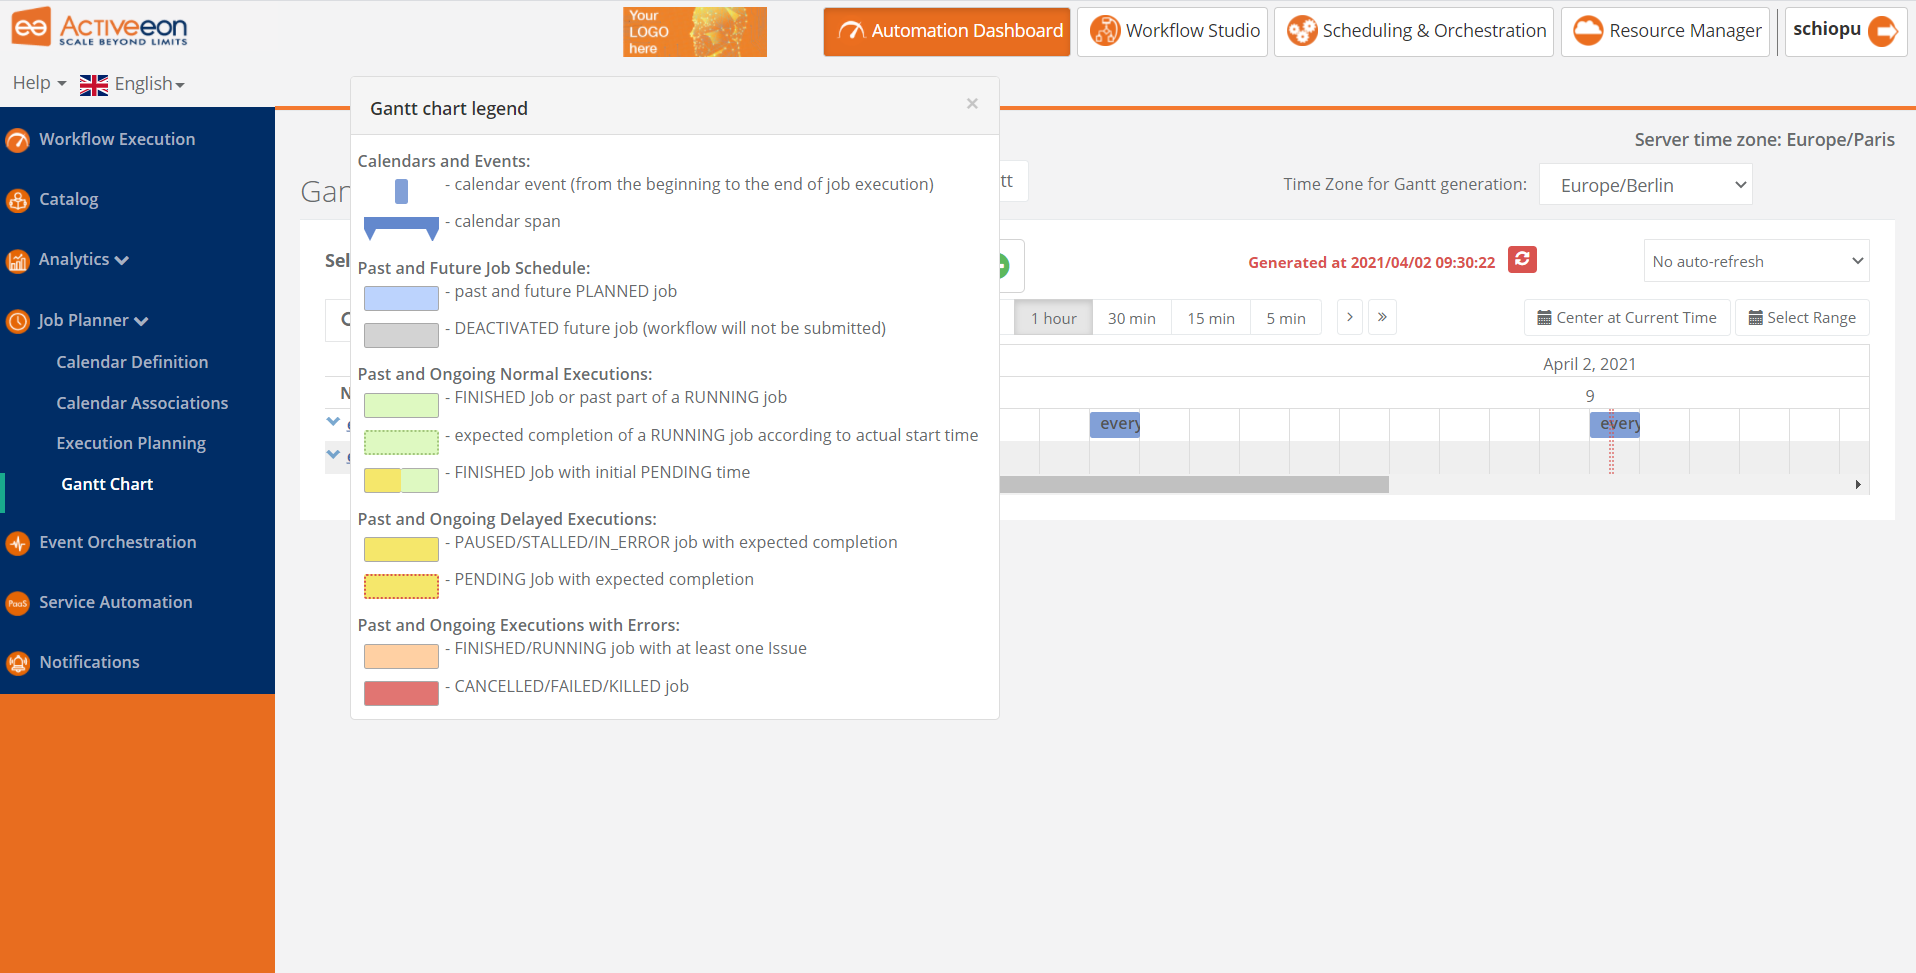 Activeeon
SCALE BEYOND LIMITS
Your
LOGO
here
Automation Dashboard
Workflow Studio
Scheduling & Orchestration
Resource Manager
schiopu
Help
English
Workflow Execution
Catalog
Analytics
Job Planner
Calendar Definition
Calendar Associations
Execution Planning
Gantt Chart
Event Orchestration
PaaS
Service Automation
Notifications
Gantt chart legend
×
Calendars and Events:
- calendar event (from the beginning to the end of job execution)
- calendar span
Past and Future Job Schedule:
- past and future PLANNED job
- DEACTIVATED future job (workflow will not be submitted)
Past and Ongoing Normal Executions:
- FINISHED Job or past part of a RUNNING job
- expected completion of a RUNNING job according to actual start time
- FINISHED Job with initial PENDING time
Past and Ongoing Delayed Executions:
- PAUSED/STALLED/IN_ERROR job with expected completion
- PENDING Job with expected completion
Past and Ongoing Executions with Errors:
- FINISHED/RUNNING job with at least one Issue
- CANCELLED/FAILED/KILLED job
Server time zone: Europe/Paris
Gan
tt
Time Zone for Gantt generation:
Europe/Berlin
Sel
Generated at 2021/04/02 09:30:22
No auto-refresh
1 hour
30 min
15 min
5 min
›
»
Center at Current Time
Select Range
April 2, 2021
N
9
every
every